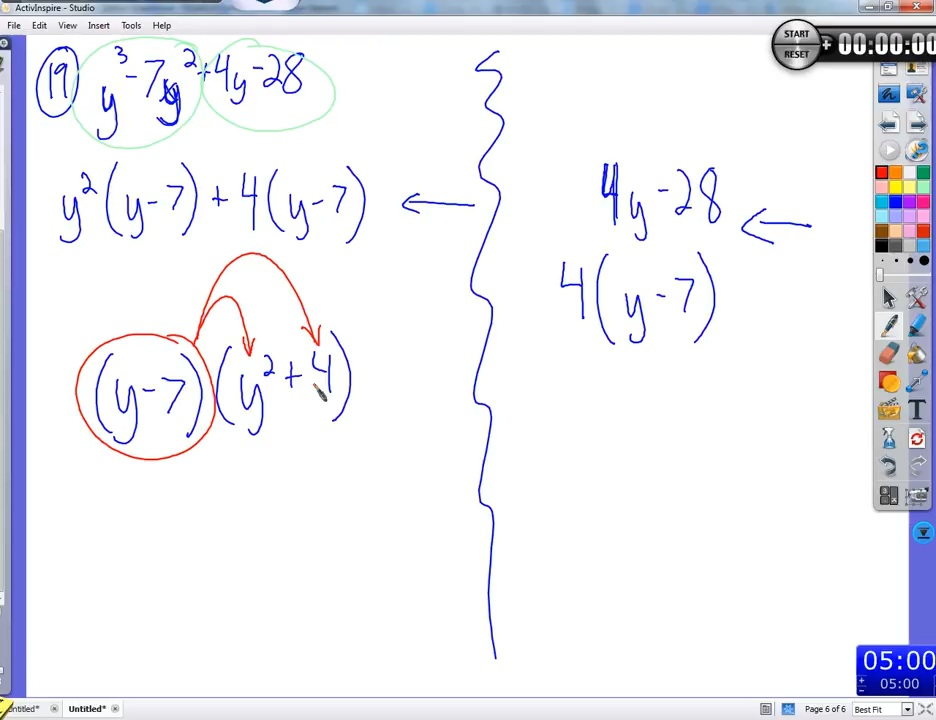 ActivInspire - Studio
File Edit View Insert Tools Help
START
RESET
00:00:00
19 y³-7y²+4y-28
y²(y-7)+4(y-7)
(y-7)(y²+4)
4y-28
4(y-7)
05:00
05:00
ntitled* Untitled* Page 6 of 6 Best Fit